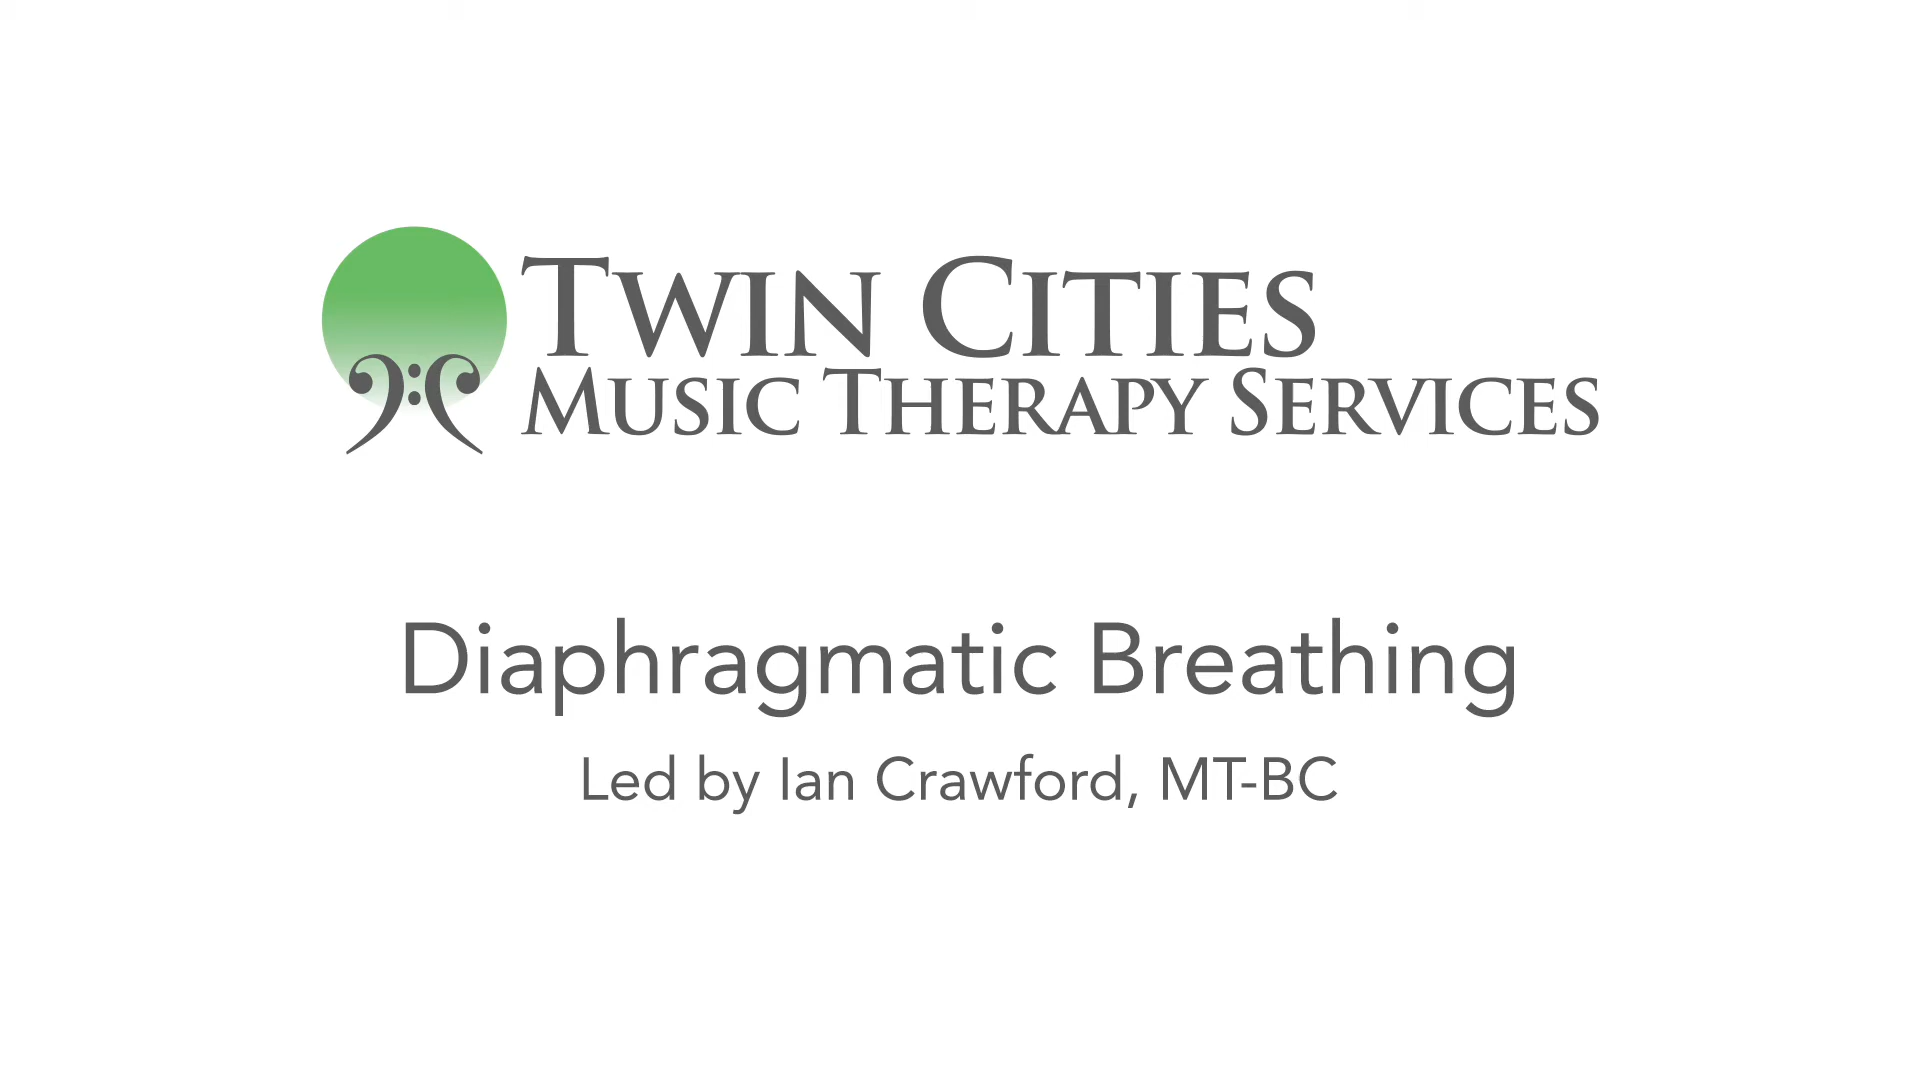 Twin Cities
Music Therapy Services
Diaphragmatic Breathing
Led by Ian Crawford, MT-BC